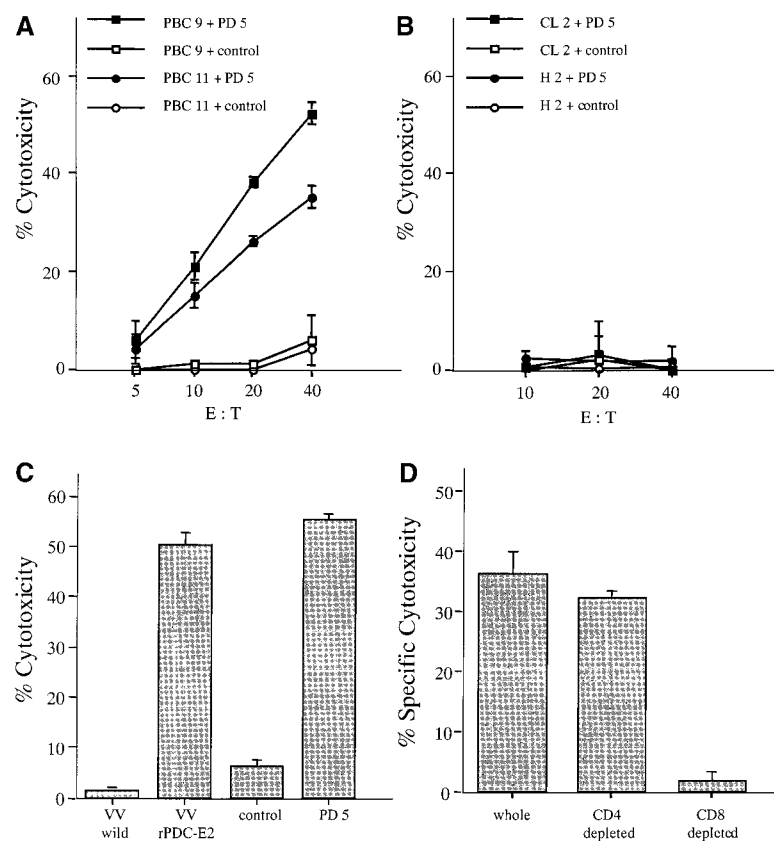 A
PBC 9 + PD 5
PBC 9 + control
PBC 11 + PD 5
PBC 11 + control
% Cytotoxicity
60
40
20
0
5 10 20 40
E : T
B
CL 2 + PD 5
CL 2 + control
H 2 + PD 5
H 2 + control
% Cytotoxicity
60
40
20
0
10 20 40
E : T
C
% Cytotoxicity
60
50
40
30
20
10
0
VV wild
VV rPDC-E2
control
PD 5
D
% Specific Cytotoxicity
50
40
30
20
10
0
whole
CD4 depleted
CD8 depleted